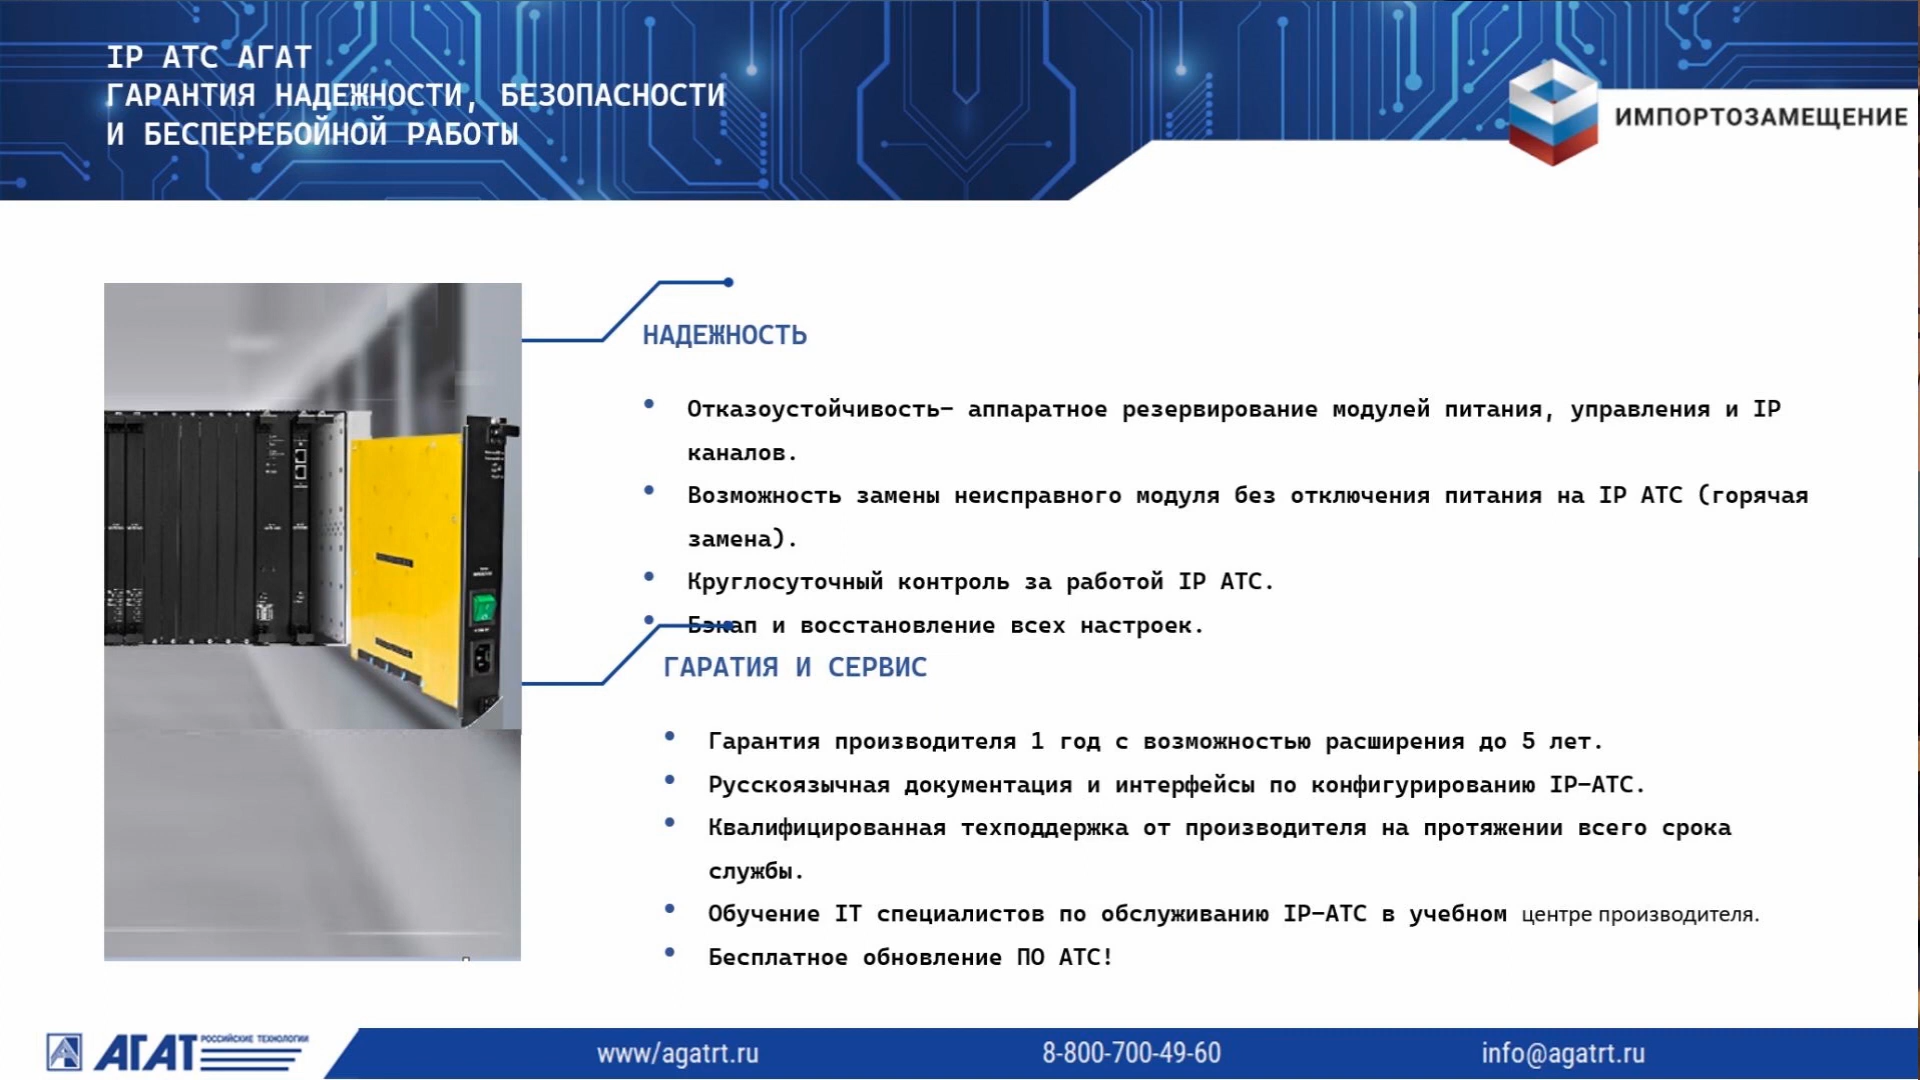 IP АТС АГАТ
ГАРАНТИЯ НАДЕЖНОСТИ, БЕЗОПАСНОСТИ
И БЕСПЕРЕБОЙНОЙ РАБОТЫ
ИМПОРТОЗАМЕЩЕНИЕ
НАДЕЖНОСТЬ
• Отказоустойчивость– аппаратное резервирование модулей питания, управления и IP
каналов.
• Возможность замены неисправного модуля без отключения питания на IP АТС (горячая
замена).
• Круглосуточный контроль за работой IP АТС.
• Бэкап и восстановление всех настроек.
ГАРАТИЯ И СЕРВИС
• Гарантия производителя 1 год с возможностью расширения до 5 лет.
• Русскоязычная документация и интерфейсы по конфигурированию IP–АТС.
• Квалифицированная техподдержка от производителя на протяжении всего срока
службы.
• Обучение IT специалистов по обслуживанию IP–АТС в учебном центре производителя.
• Бесплатное обновление ПО АТС!
АГАТ РОССИЙСКИЕ ТЕХНОЛОГИИ
www/agatrt.ru
8-800-700-49-60
info@agatrt.ru